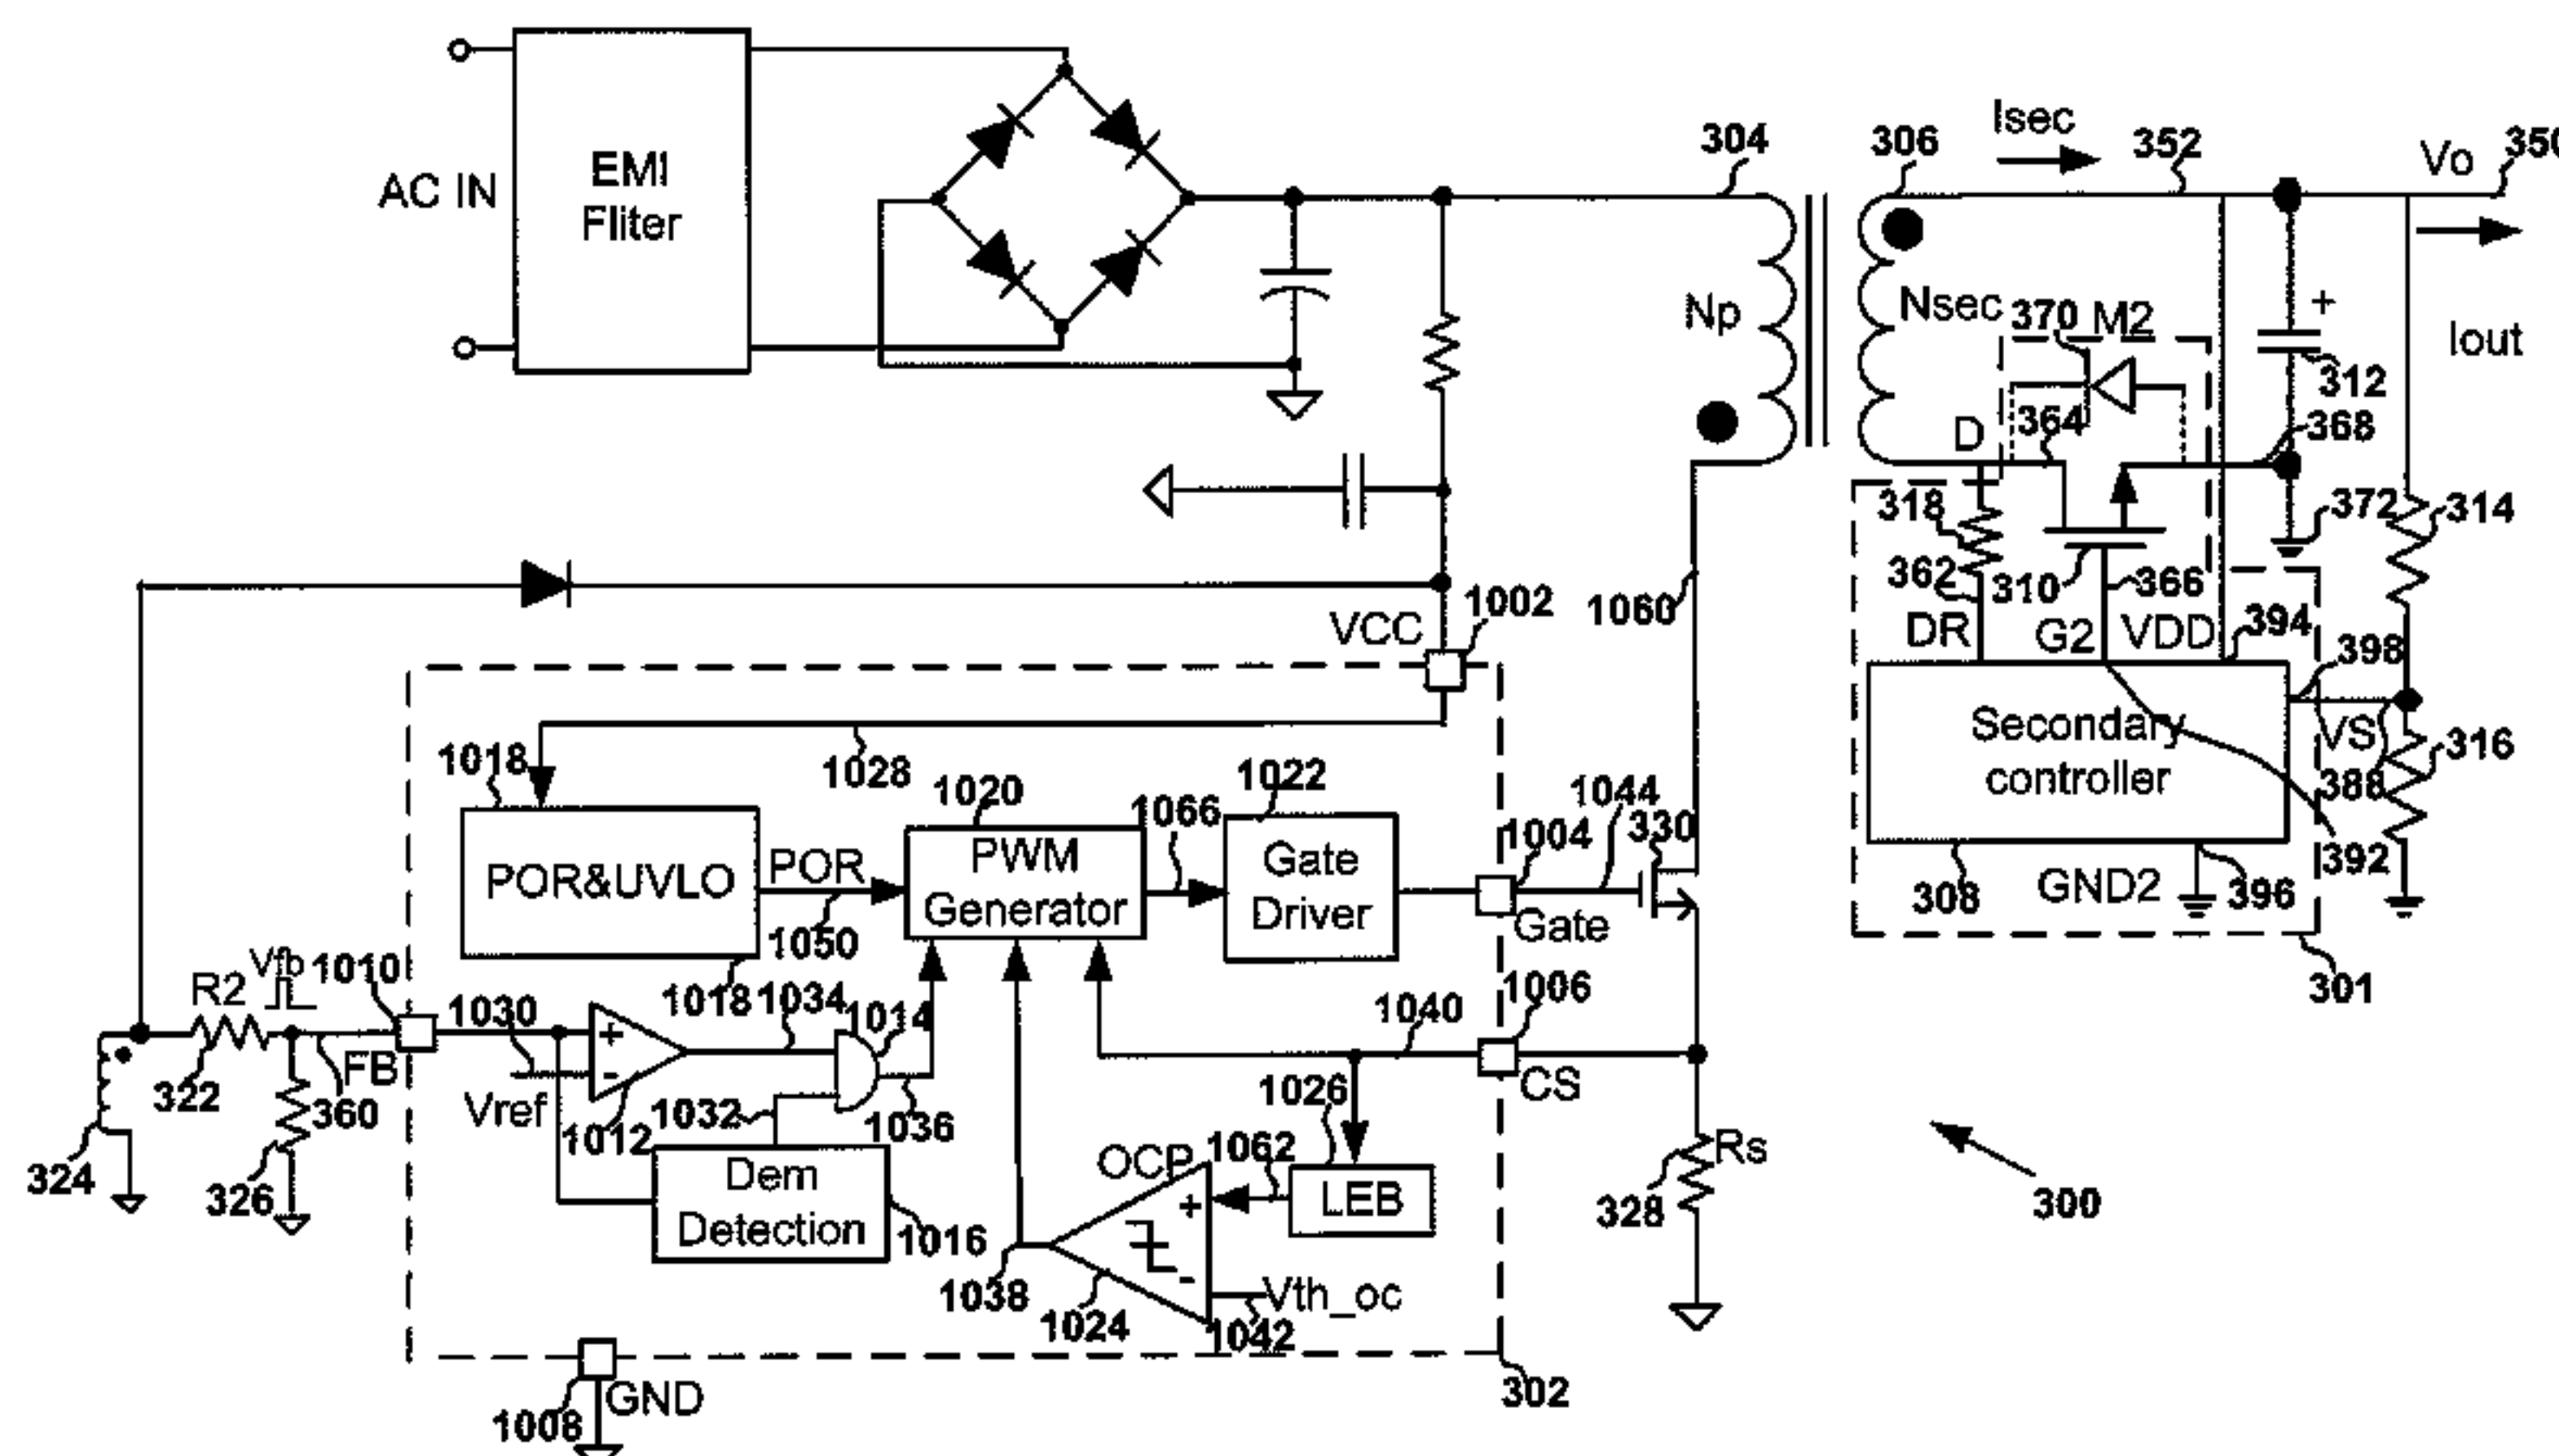 AC IN
EMI
Fliter
304
306
Isec
352
Vo
350
Iout
Np
Nsec
370
M2
+
312
364
368
D
318
372
314
362
310
366
1060
DR
G2
VDD
394
398
VCC
1002
Secondary
controller
VS
316
388
392
308
GND2
396
301
1018
1028
1020
1066
1022
1044
330
1004
POR&UVLO
POR
1050
PWM
Generator
Gate
Driver
Gate
1018
R2
Vfb
1010
1030
1034
1014
1040
1006
322
FB
360
+
-
Vref
1012
1032
1036
CS
324
326
Dem
Detection
1016
1026
OCP
1062
LEB
+
-
Rs
328
300
1038
1024
Vth_oc
1042
302
1008
GND